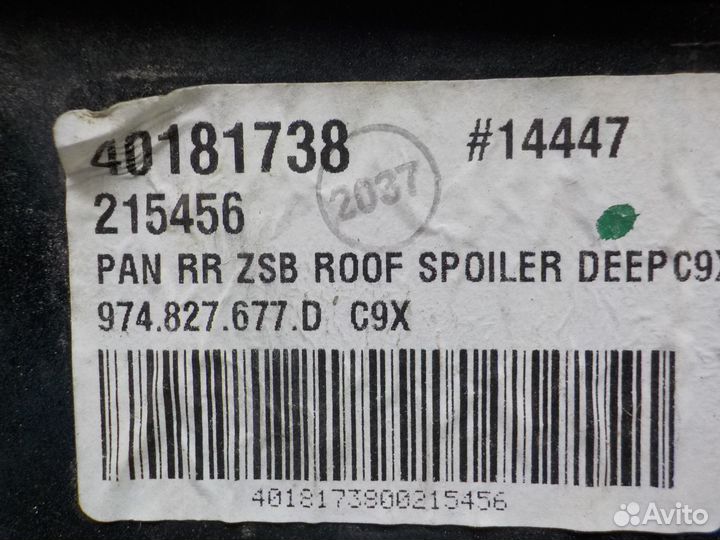 40181738 #14447
2037
215456
PAN RR ZSB ROOF SPOILER DEEPC9X
974.827.677.D C9X
4018173800215456
Avito